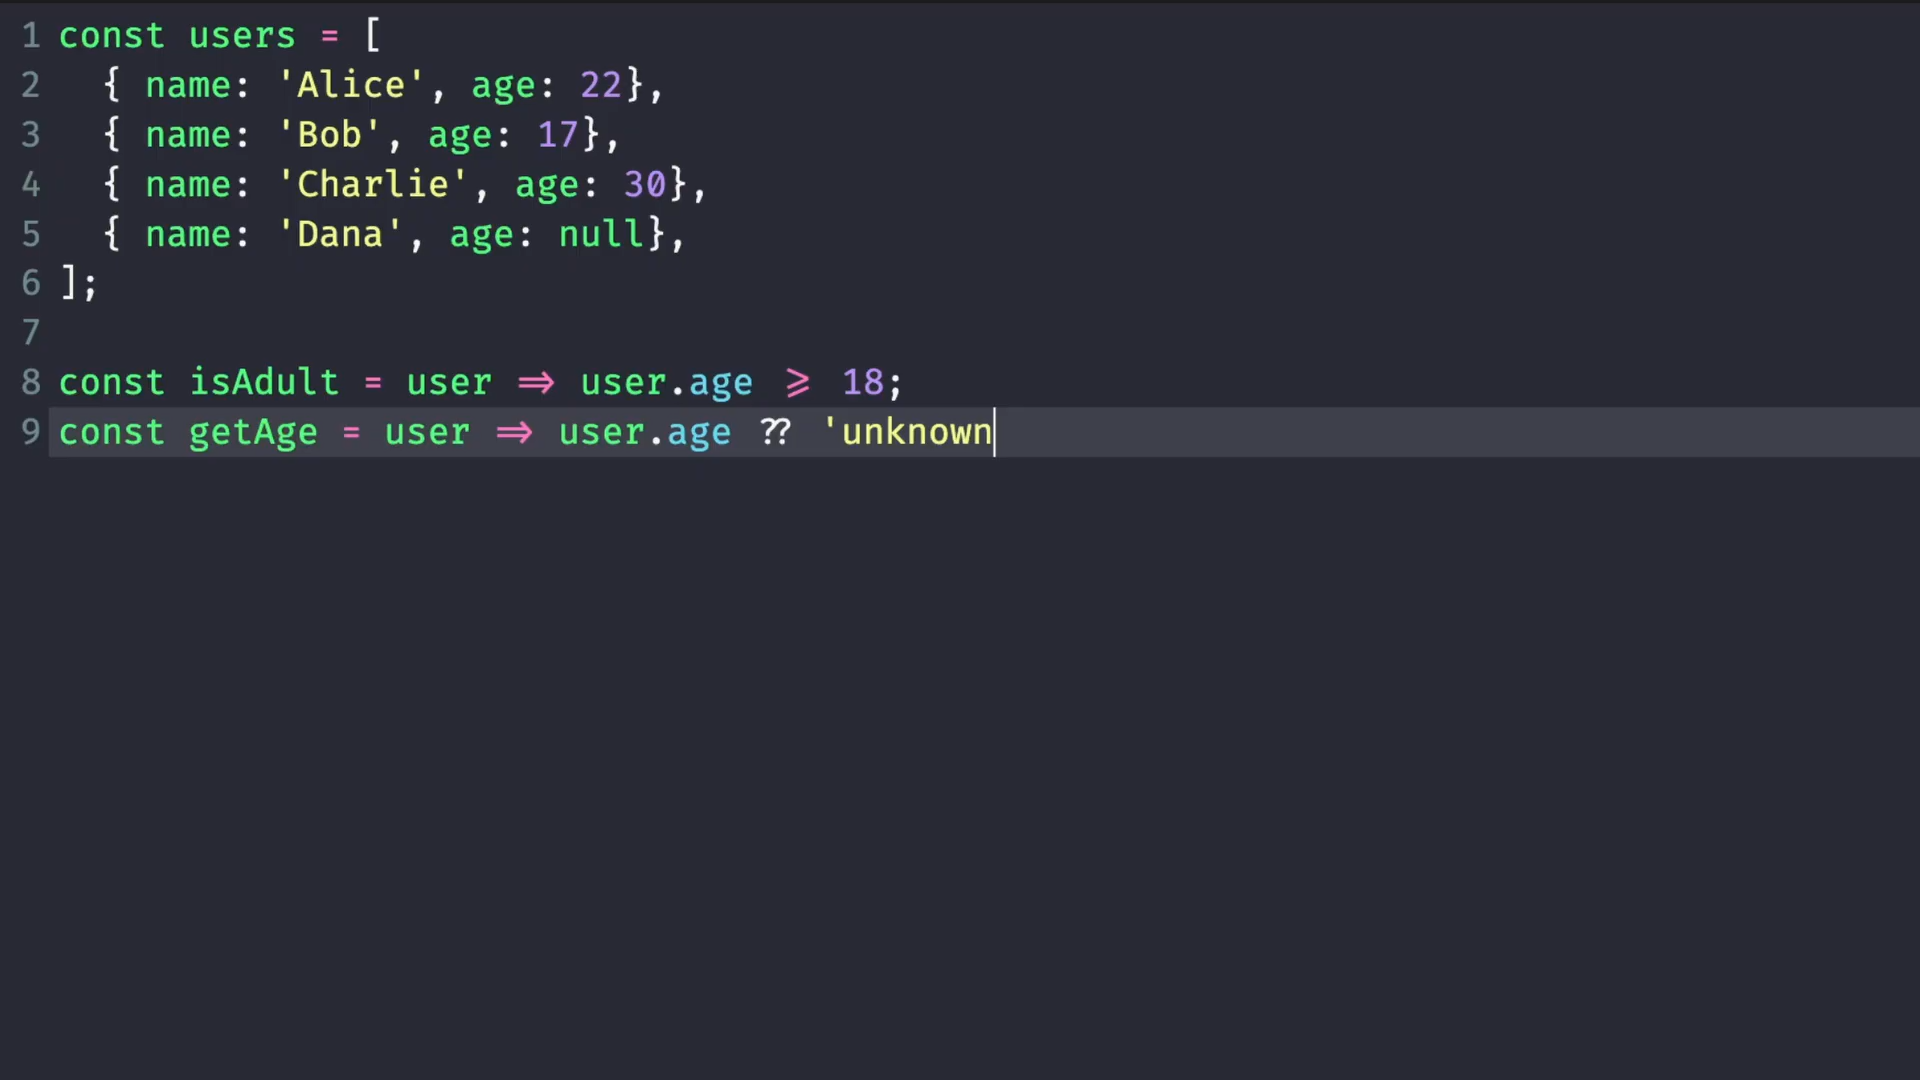 1 const users = [
2   { name: 'Alice', age: 22},
3   { name: 'Bob', age: 17},
4   { name: 'Charlie', age: 30},
5   { name: 'Dana', age: null},
6 ];
7
8 const isAdult = user => user.age >= 18;
9 const getAge = user => user.age ?? 'unknown